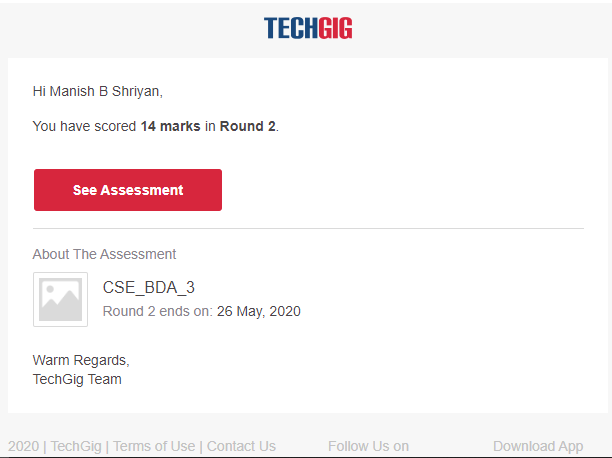 TECHGIG
Hi Manish B Shriyan,
You have scored 14 marks in Round 2.
See Assessment
About The Assessment
CSE_BDA_3
Round 2 ends on: 26 May, 2020
Warm Regards,
TechGig Team
2020 | TechGig | Terms of Use | Contact Us Follow Us on Download App